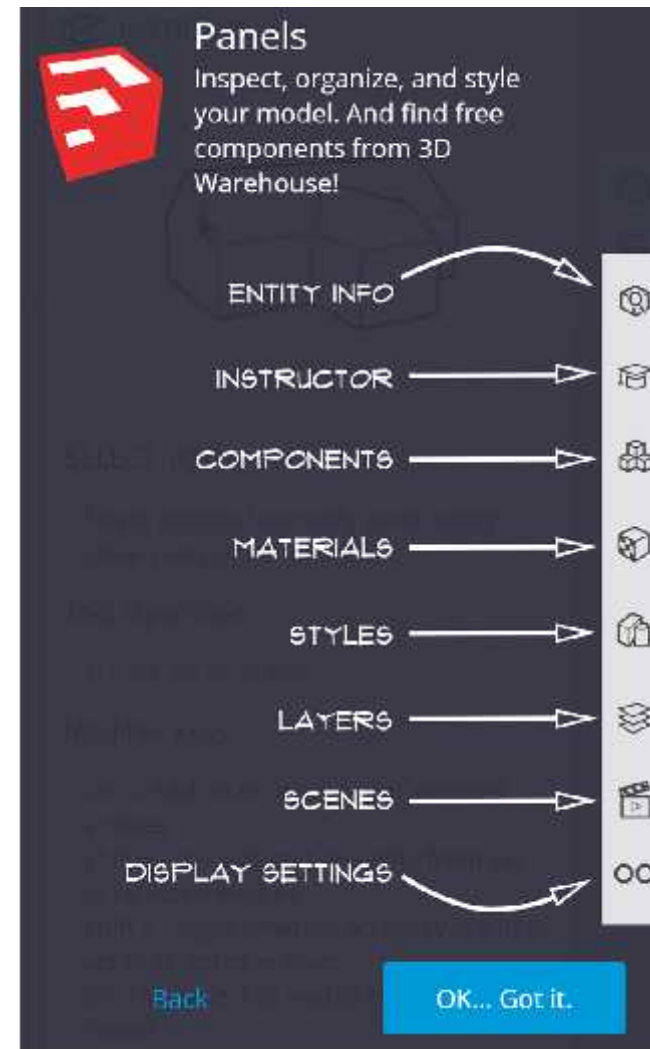 Panels
Inspect, organize, and style
your model. And find free
components from 3D
Warehouse!
ENTITY INFO
INSTRUCTOR
COMPONENTS
MATERIALS
STYLES
LAYERS
SCENES
DISPLAY SETTINGS
Back
OK... Got it.